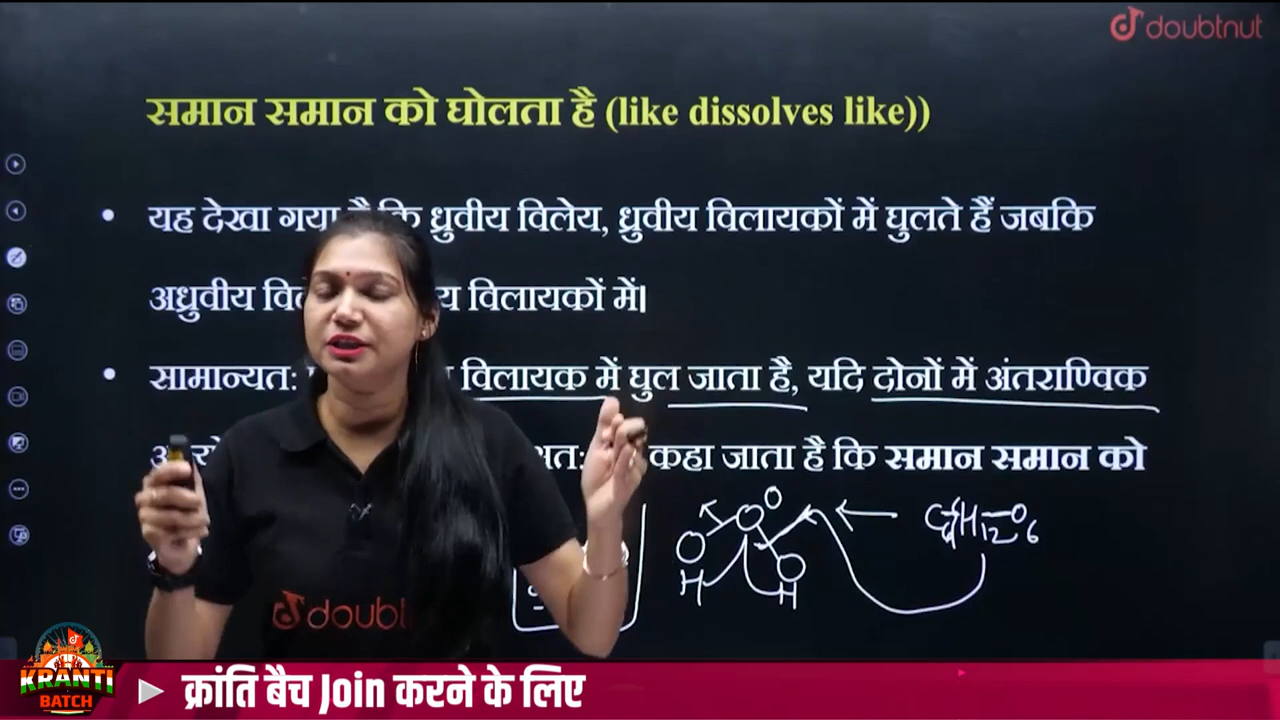 doubtnut
समान समान को घोलता है (like dissolves like))
यह देखा गया है कि ध्रुवीय विलेय, ध्रुवीय विलायकों में घुलते हैं जबकि
अध्रुवीय विलायकों में।
सामान्यत: विलायक में घुल जाता है, यदि दोनों में अंतराण्विक
कहा जाता है कि समान समान को
O
H H
H12O6
doubt
KRANTI
BATCH
क्रांति बैच Join करने के लिए